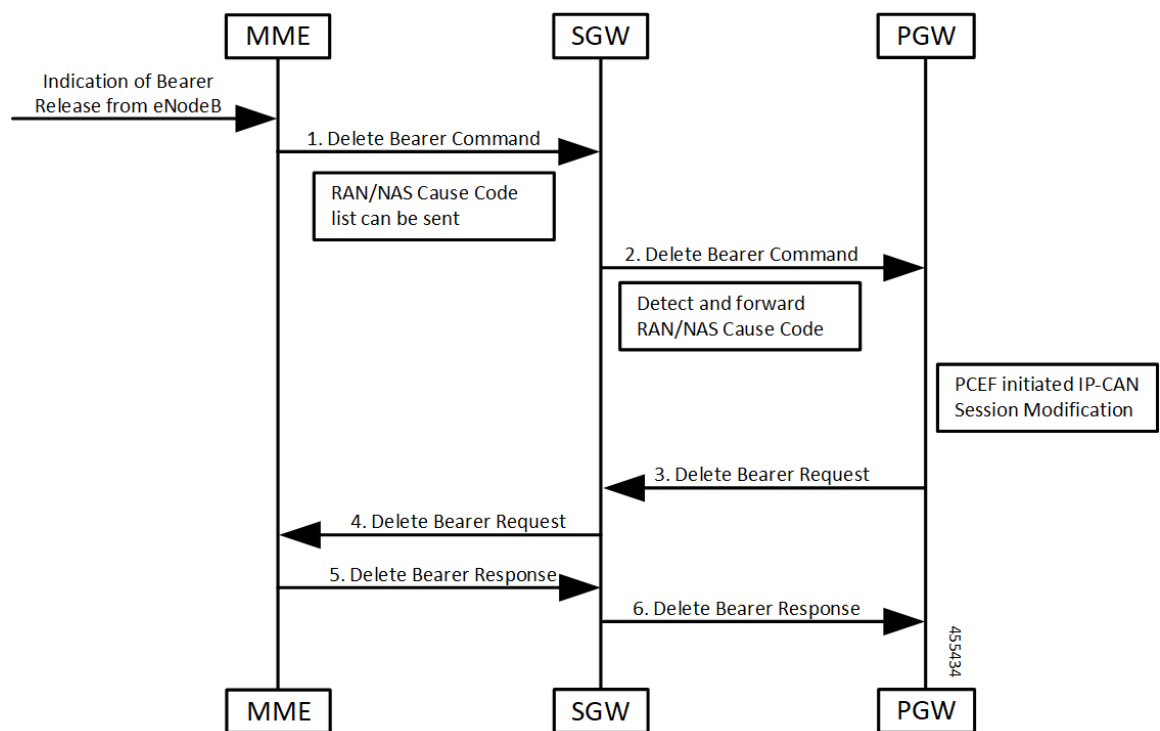 MME
SGW
PGW
Indication of Bearer
Release from eNodeB
1. Delete Bearer Command
RAN/NAS Cause Code
list can be sent
2. Delete Bearer Command
Detect and forward
RAN/NAS Cause Code
PCEF initiated IP-CAN
Session Modification
3. Delete Bearer Request
4. Delete Bearer Request
5. Delete Bearer Response
6. Delete Bearer Response
455434
MME
SGW
PGW